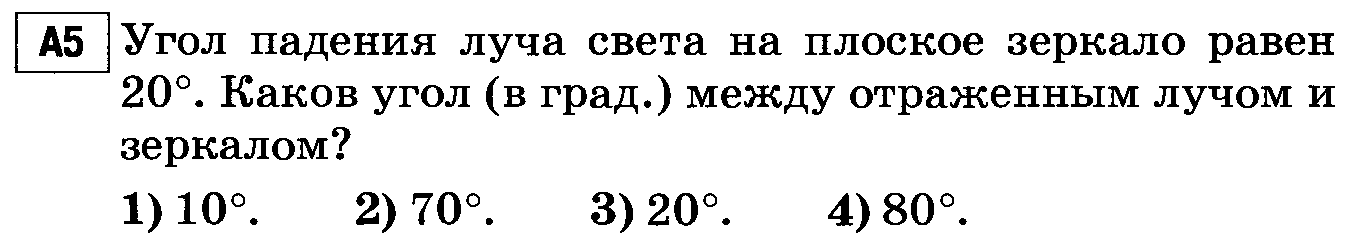 А5 Угол падения луча света на плоское зеркало равен
20°. Каков угол (в град.) между отраженным лучом и
зеркалом?
1) 10°. 2) 70°. 3) 20°. 4) 80°.